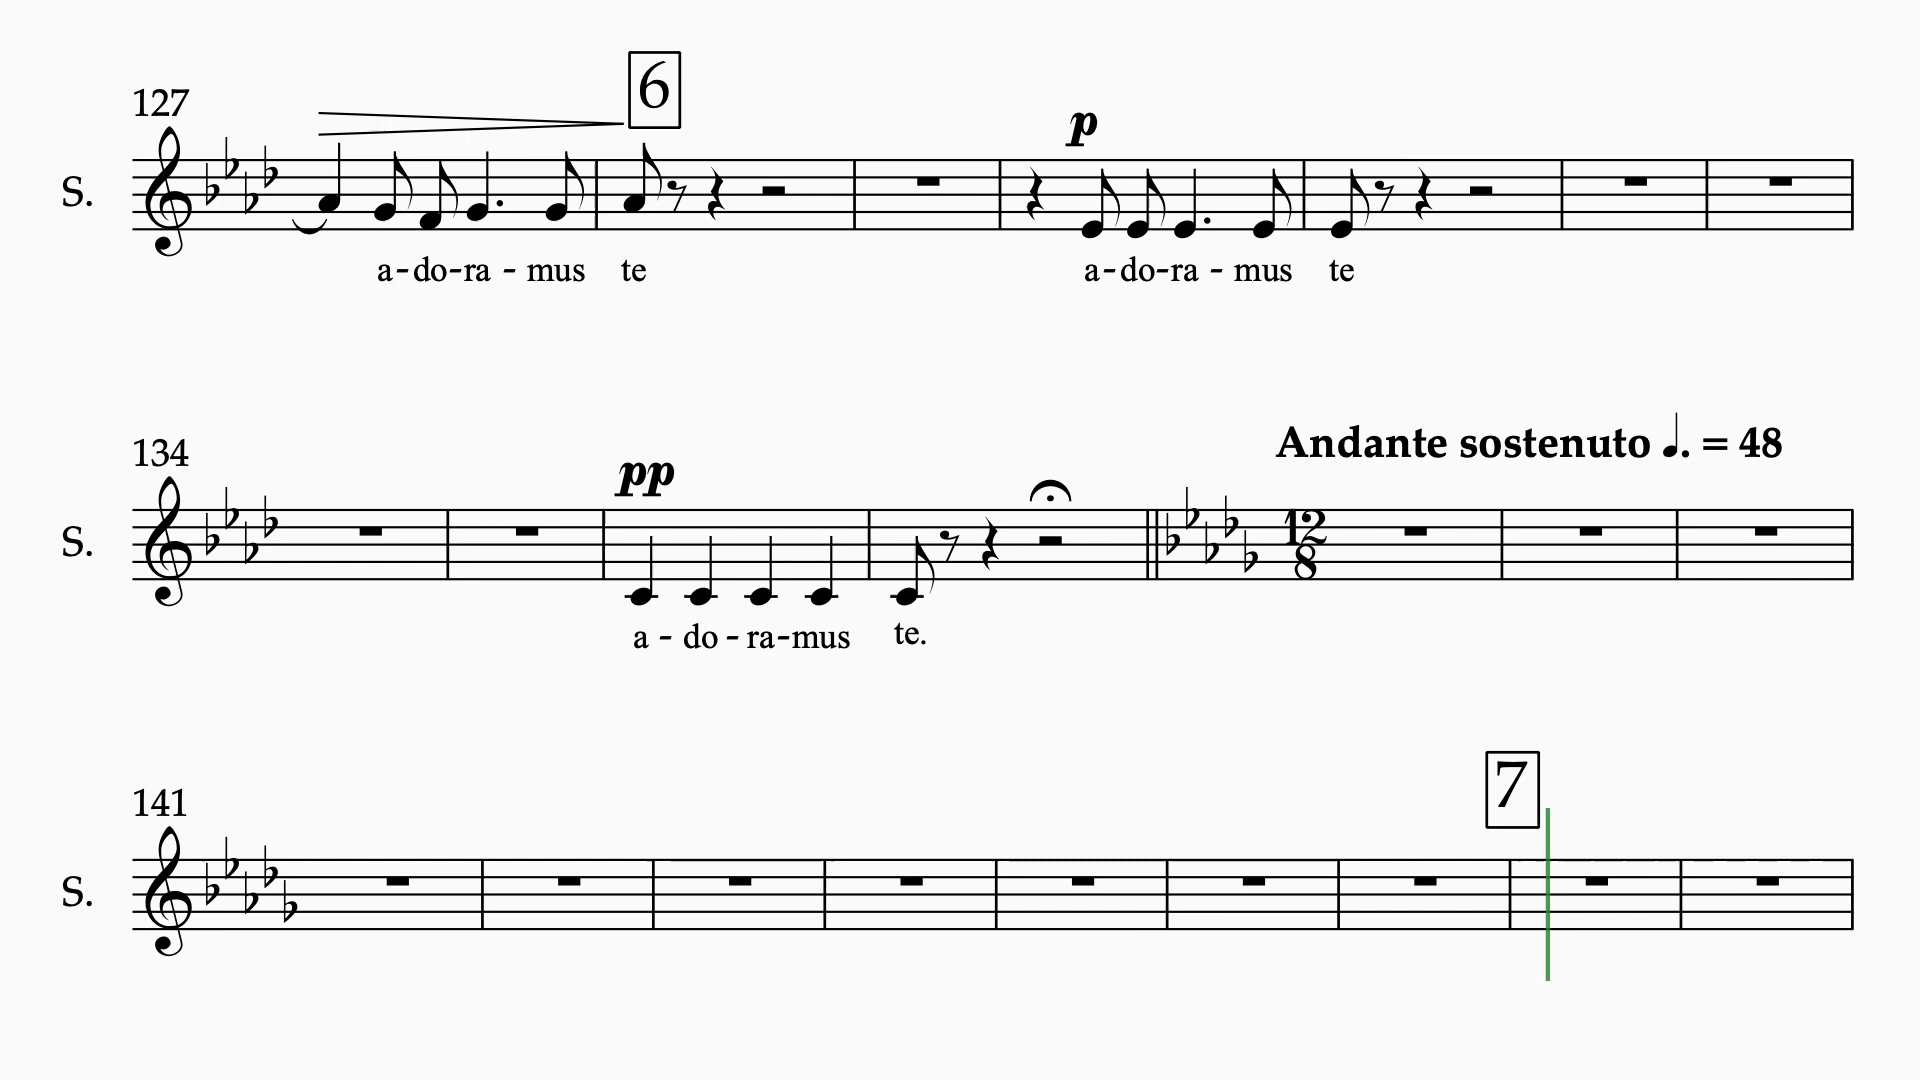 6
127
p
S.
a-do-ra - mus te a-do-ra - mus te
Andante sostenuto ♩. = 48
134
pp
S. 12
8
a - do - ra-mus te.
7
141
S.